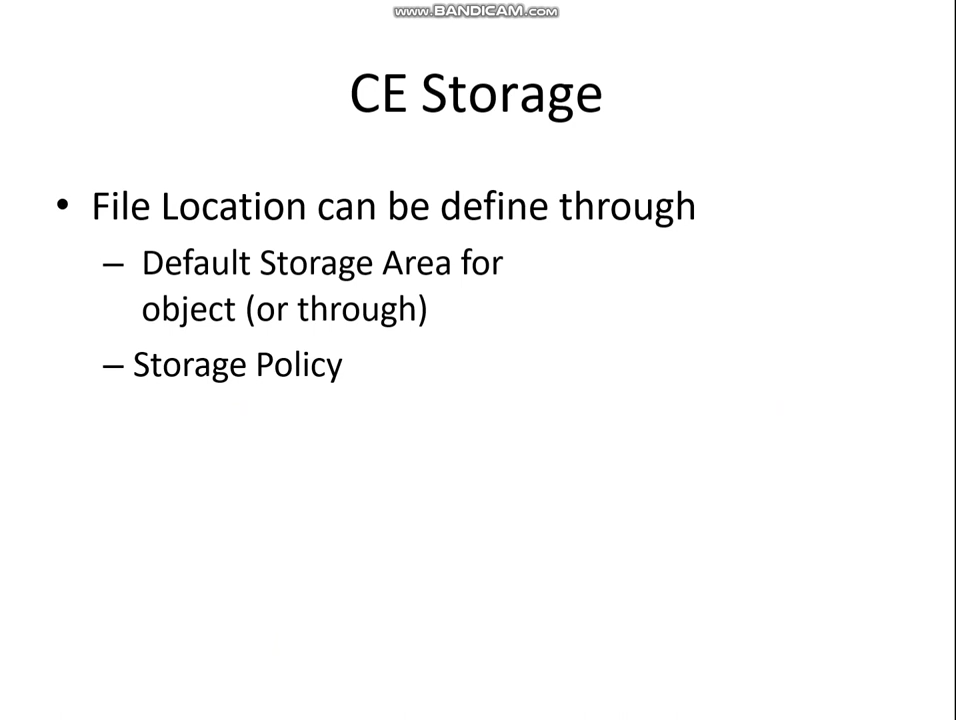 www.BANDICAM.com
CE Storage
• File Location can be define through
– Default Storage Area for
object (or through)
– Storage Policy